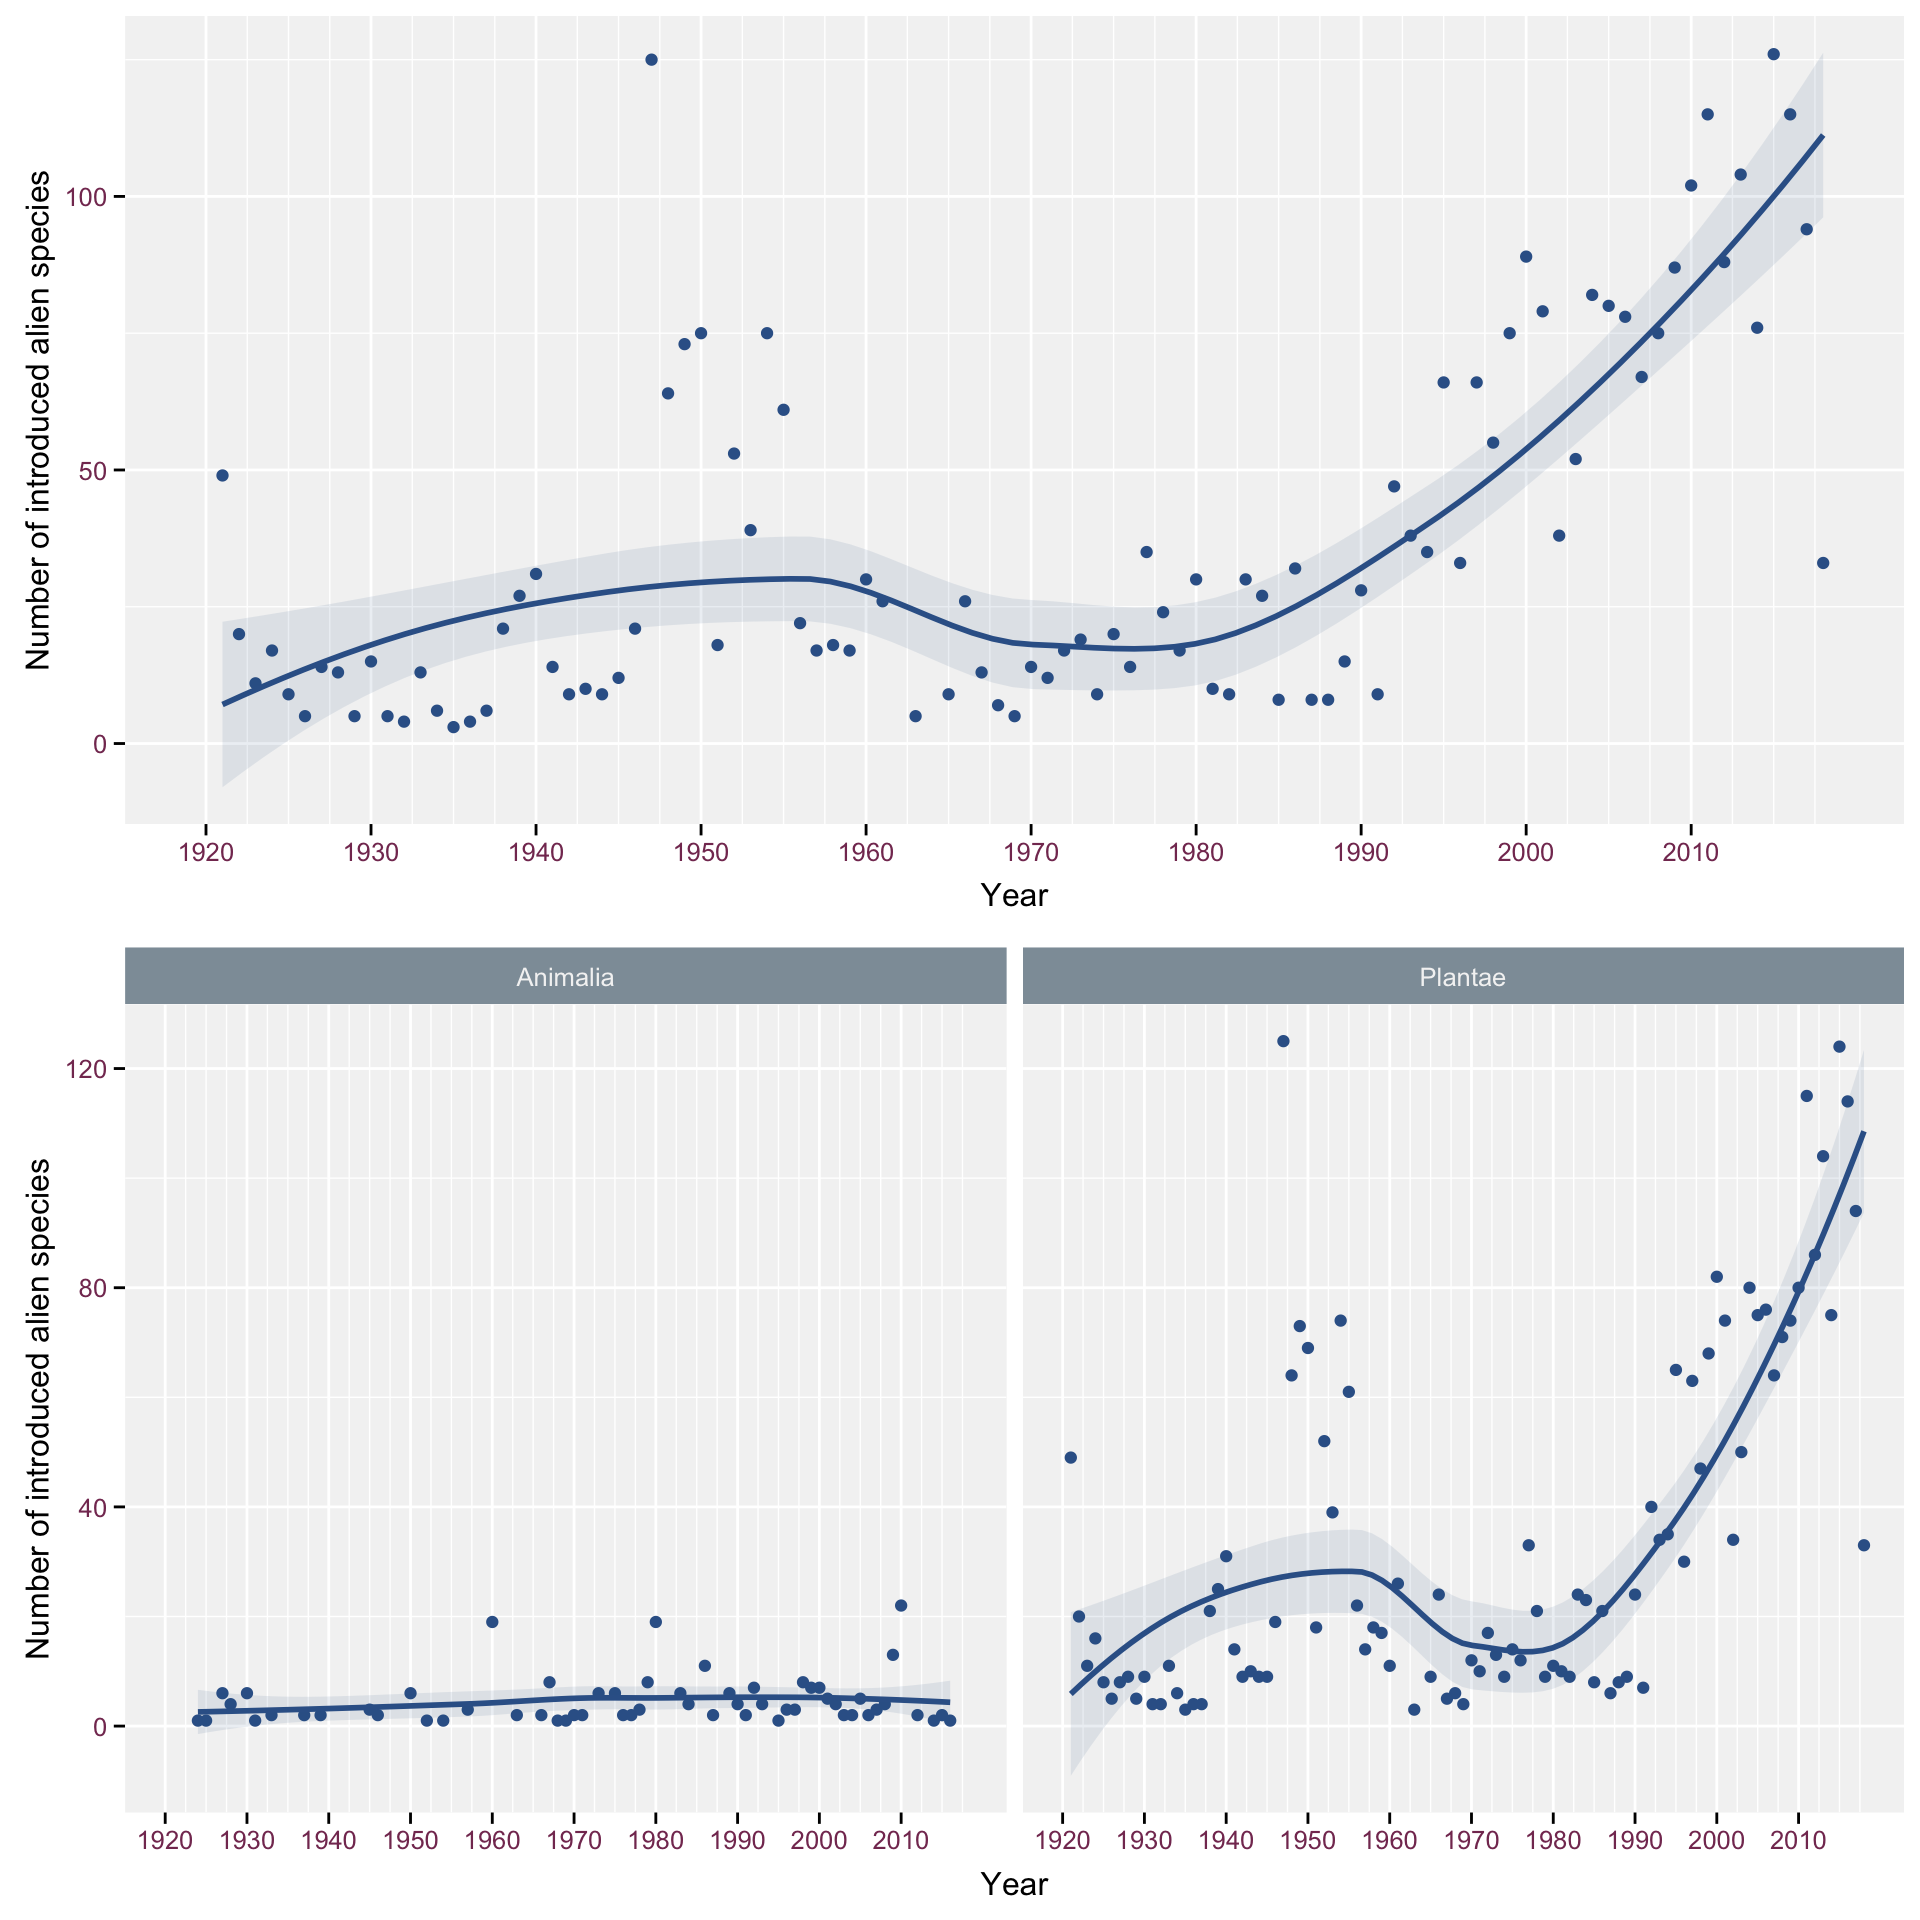 Number of introduced alien species
100
50
0
1920 1930 1940 1950 1960 1970 1980 1990 2000 2010
Year
Animalia Plantae
Number of introduced alien species
120
80
40
0
1920 1930 1940 1950 1960 1970 1980 1990 2000 2010 1920 1930 1940 1950 1960 1970 1980 1990 2000 2010
Year